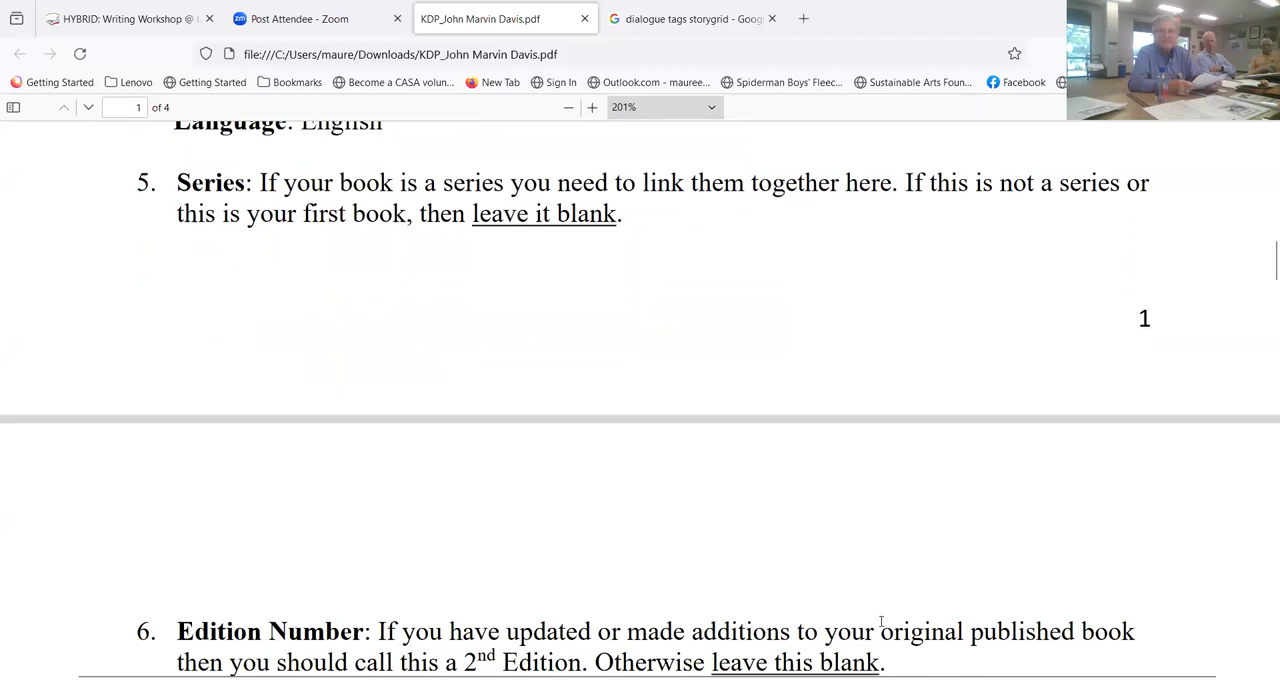 HYBRID: Writing Workshop @
Post Attendee - Zoom
KDP_John Marvin Davis.pdf
dialogue tags storygrid - Goog
file:///C:/Users/maure/Downloads/KDP_John Marvin Davis.pdf
Getting Started
Lenovo
Getting Started
Bookmarks
Become a CASA volun...
New Tab
Sign In
Outlook.com - mauree...
Spiderman Boys' Fleec...
Sustainable Arts Foun...
Facebook
1 of 4
201%
Language: English
5. Series: If your book is a series you need to link them together here. If this is not a series or
this is your first book, then leave it blank.
1
6. Edition Number: If you have updated or made additions to your original published book
then you should call this a 2nd Edition. Otherwise leave this blank.